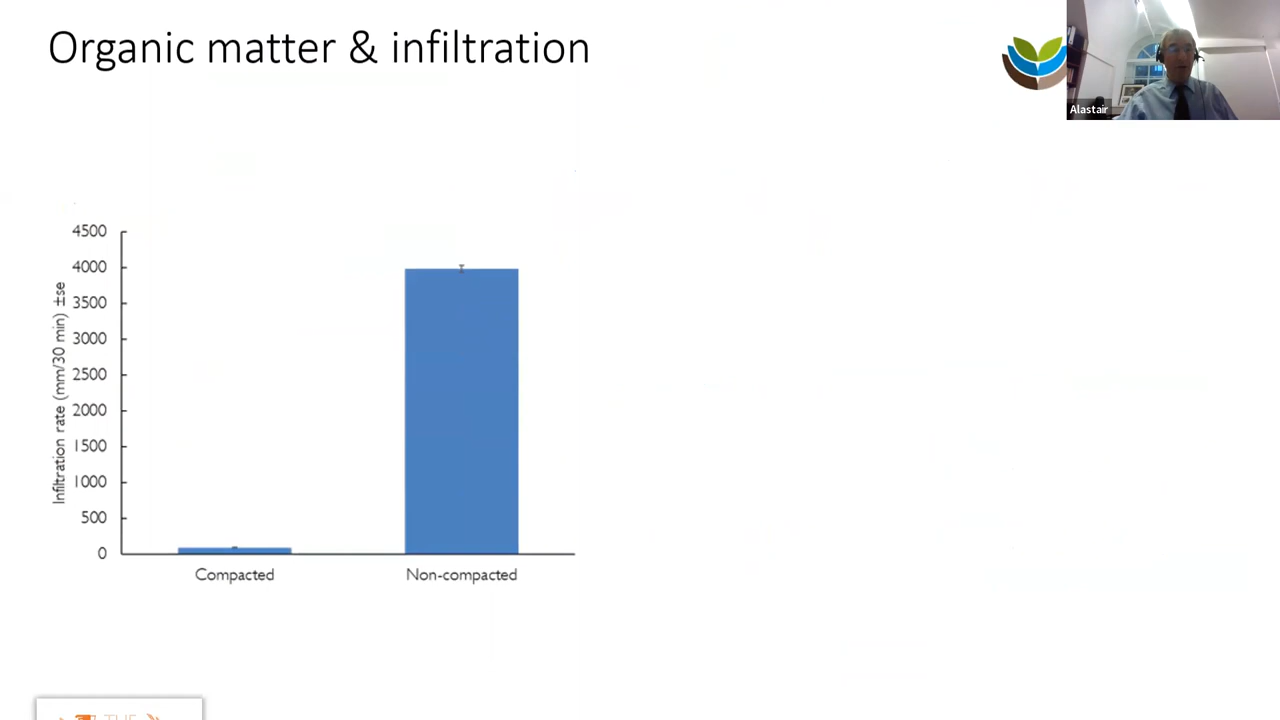 Organic matter & infiltration
Alastair
Infiltration rate (mm/30 min) ±se
4500
4000
3500
3000
2500
2000
1500
1000
500
0
Compacted
Non-compacted
THE